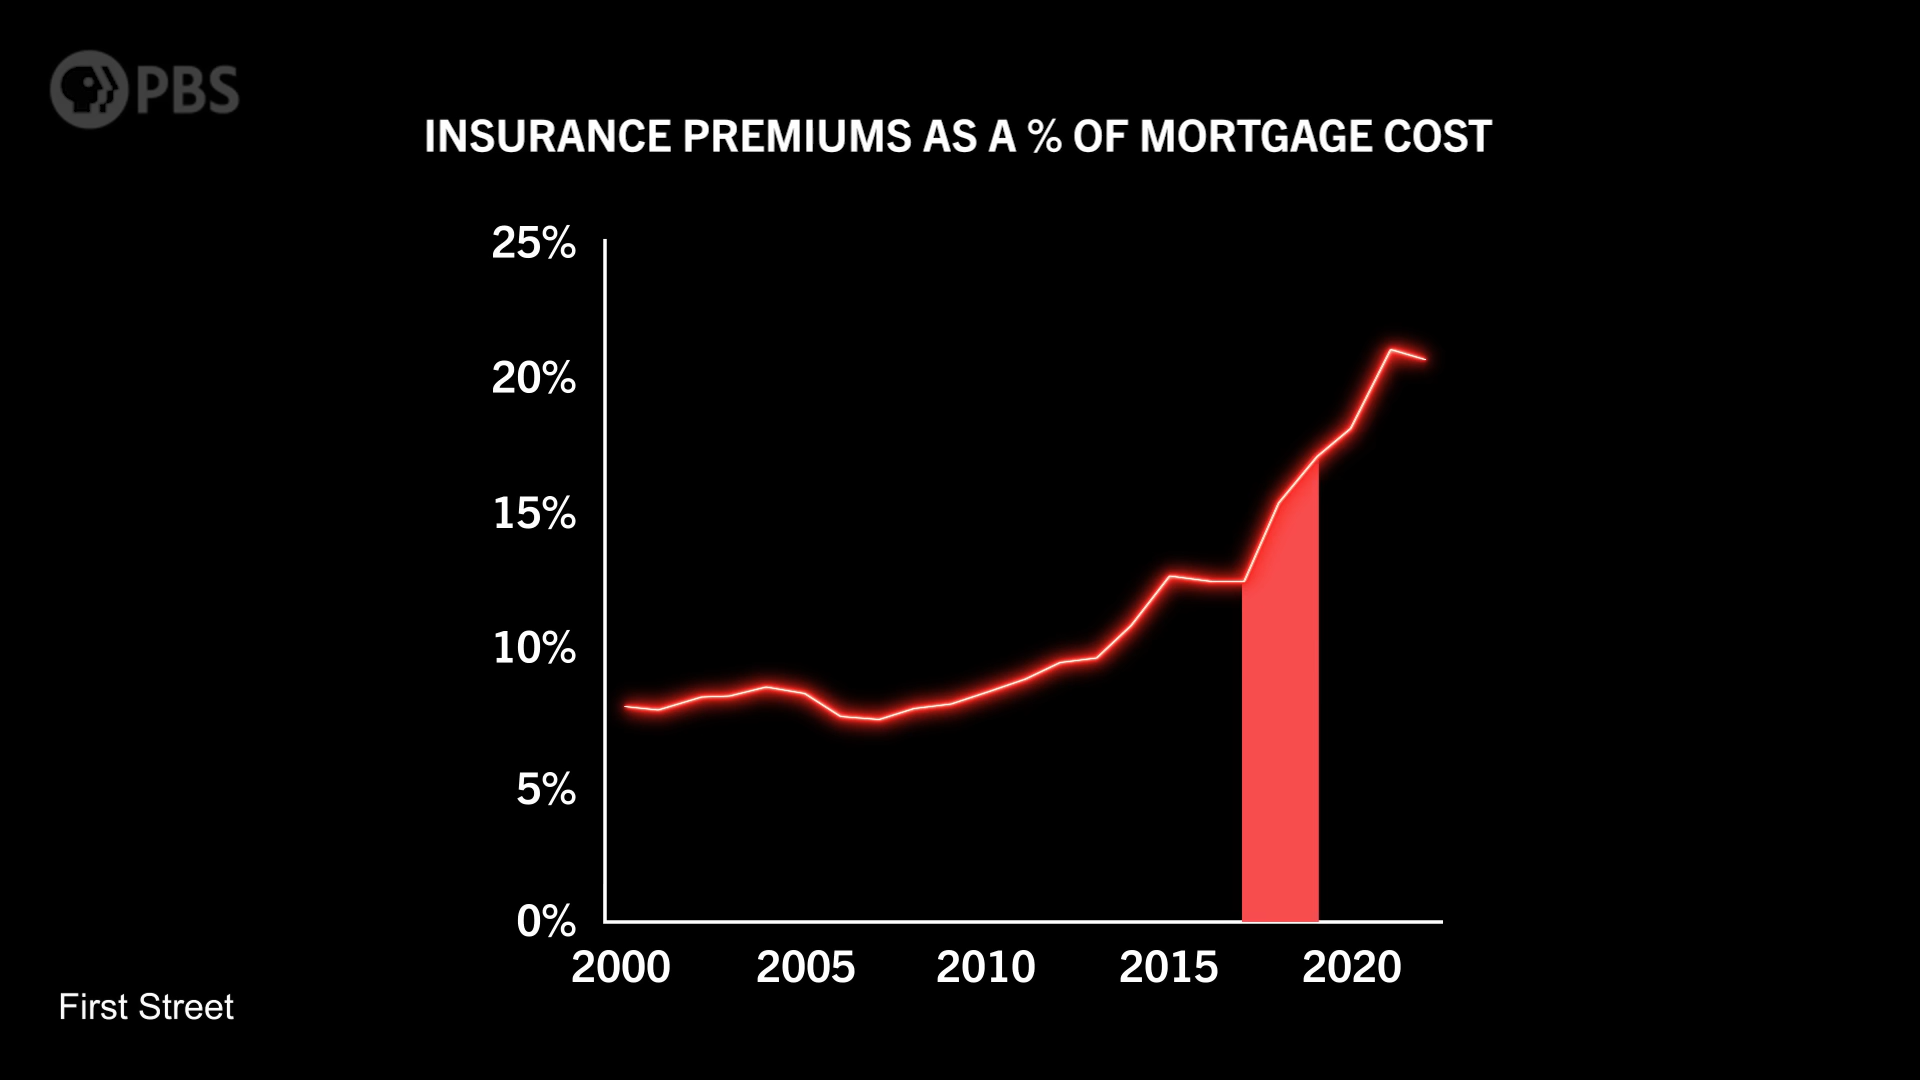 PBS
INSURANCE PREMIUMS AS A % OF MORTGAGE COST
25%
20%
15%
10%
5%
0%
2000 2005 2010 2015 2020
First Street